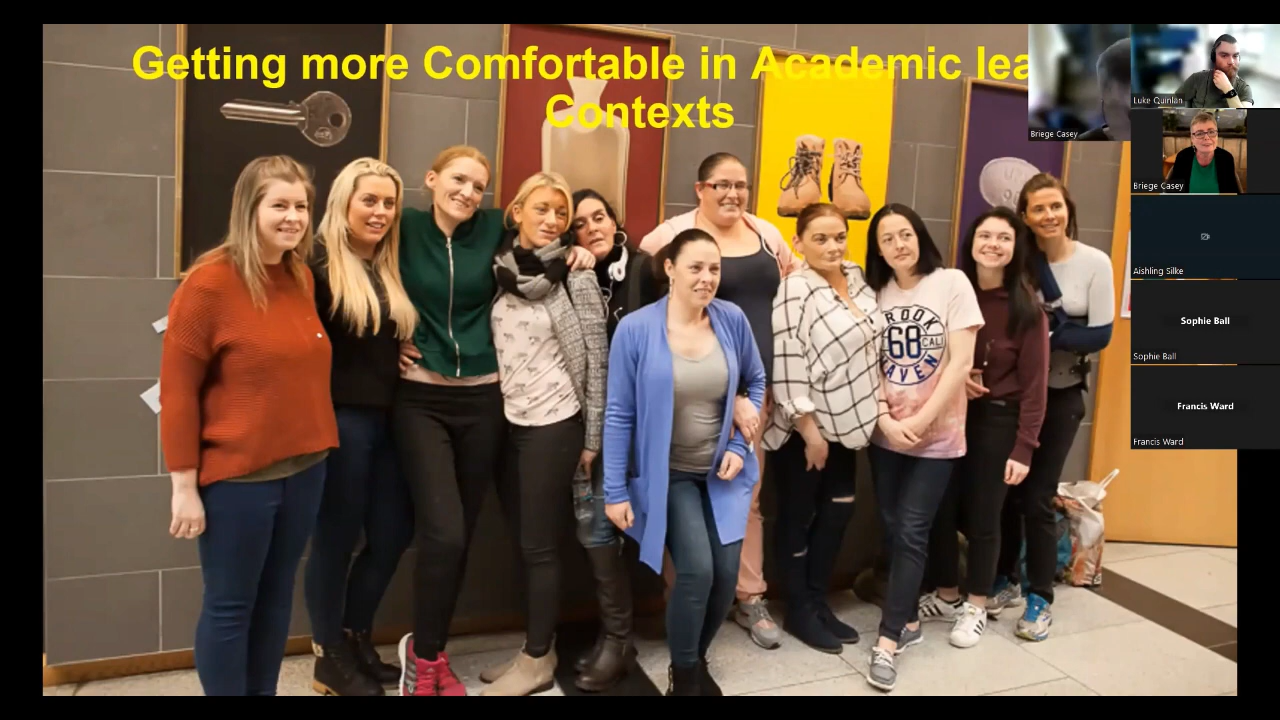 Getting more Comfortable in Academic lea
Contexts
Briege Casey
Luke Quinlan
Briege Casey
Aishling Silke
Sophie Ball
Sophie Ball
Francis Ward
Francis Ward
ROOK
68 CALI
HAVEN